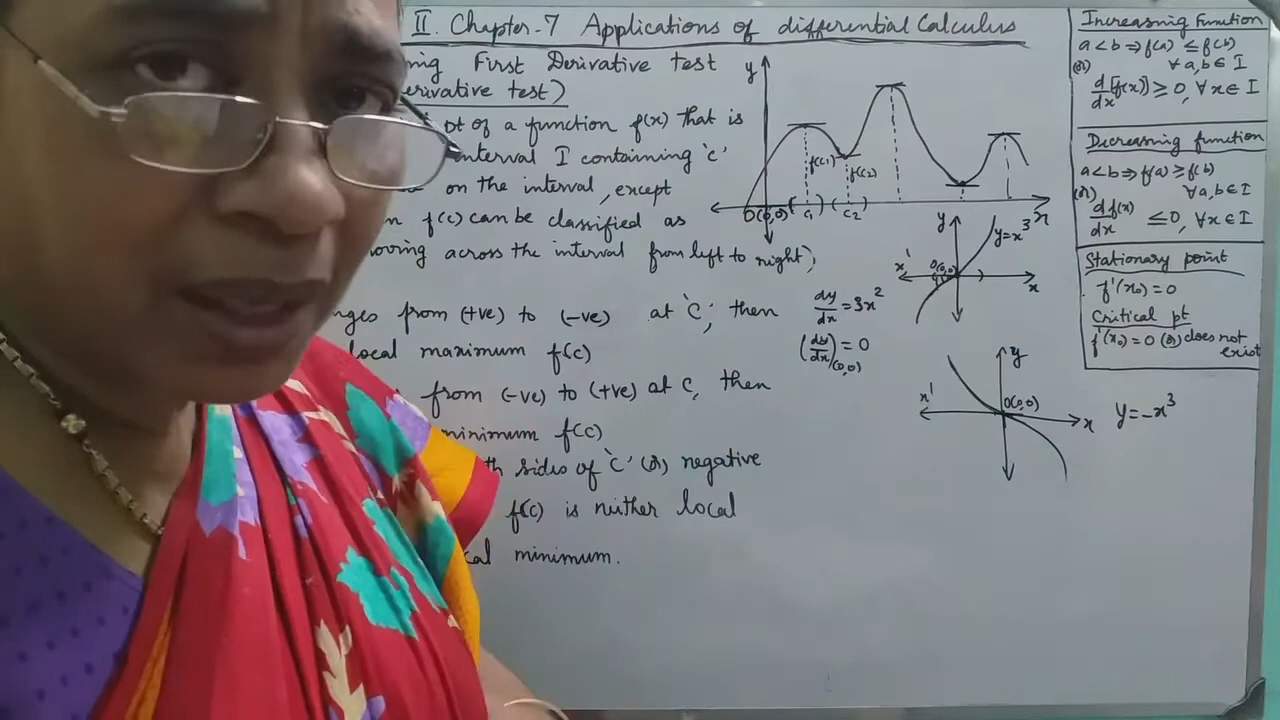 II. Chapter-7 Applications of differential Calculus
First Derivative test
test)
of a function f(x) that is
interval I containing 'c'
on the interval, except
f(c) can be classified as
across the interval from left to right)
from (+ve) to (-ve) at 'c', then
local maximum f(c)
from (-ve) to (+ve) at c, then
minimum f(c)
sides of 'c' (or) negative
f(c) is neither local
minimum.
y
f(c1)
f(c2)
O(0,0)
c1
c2
x
y
y=x³
x'
x
dy/dx = 3x²
(dy/dx)(0,0) = 0
y
x'
O(0,0)
x
y=-x³
Increasing Function
a<b ⇒ f(a) ≤ f(b)
(or) ∀ a,b ∈ I
d/dx [f(x)] ≥ 0, ∀ x ∈ I
Decreasing function
a<b ⇒ f(a) ≥ f(b)
(or) ∀ a,b ∈ I
d f(x)/dx ≤ 0, ∀ x ∈ I
Stationary point
f'(x₀) = 0
Critical pt
f'(x₀) = 0 (or) does not
exist